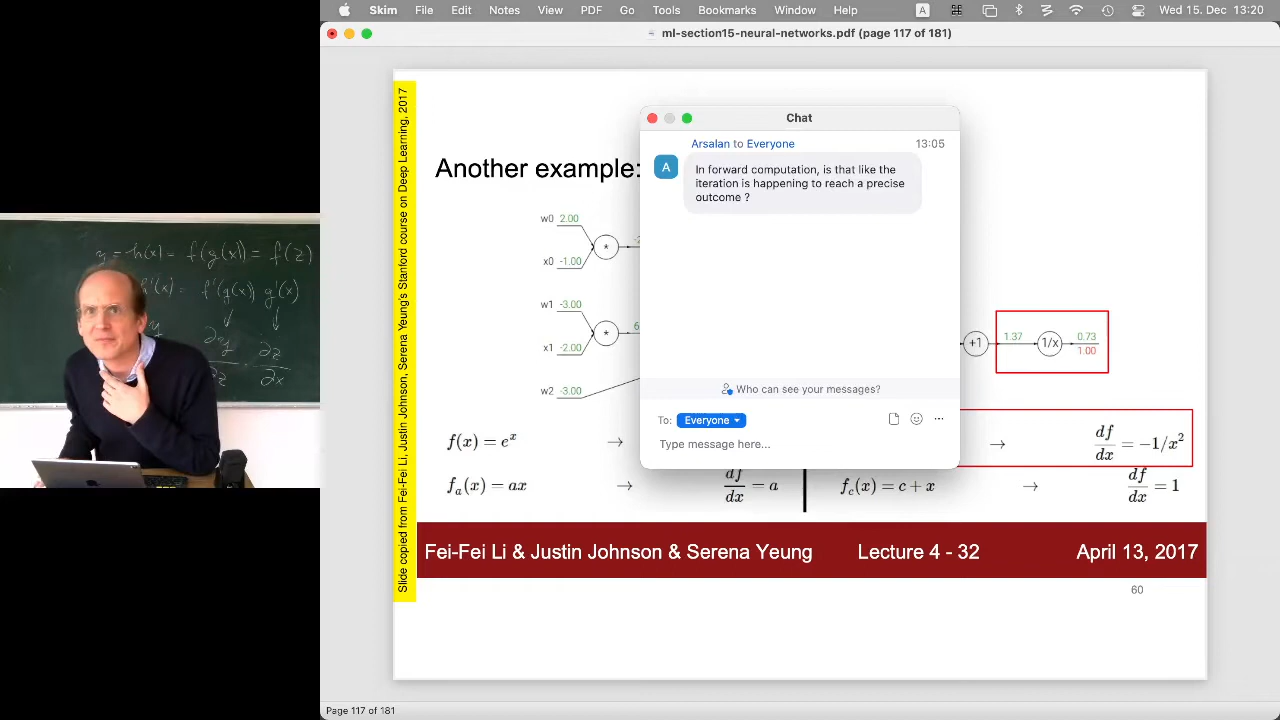 Skim File Edit Notes View PDF Go Tools Bookmarks Window Help A Wed 15. Dec 13:20
ml-section15-neural-networks.pdf (page 117 of 181)
Slide copied from Fei-Fei Li, Justin Johnson, Serena Yeung's Stanford course on Deep Learning, 2017
Another example:
w0 2.00
*
x0 -1.00
w1 -3.00
* 6
x1 -2.00
w2 -3.00
+1 1.37 1/x 0.73
1.00
f(x) = e^x →
→ df/dx = -1/x²
f_a(x) = ax → df/dx = a
f_c(x) = c + x → df/dx = 1
Fei-Fei Li & Justin Johnson & Serena Yeung Lecture 4 - 32 April 13, 2017
60
Page 117 of 181
Chat
Arsalan to Everyone 13:05
A
In forward computation, is that like the
iteration is happening to reach a precise
outcome ?
Who can see your messages?
To: Everyone
Type message here...
y = h(x) = f(g(x)) = f(z)
f'(g(x)) g'(x)
∂z
∂x